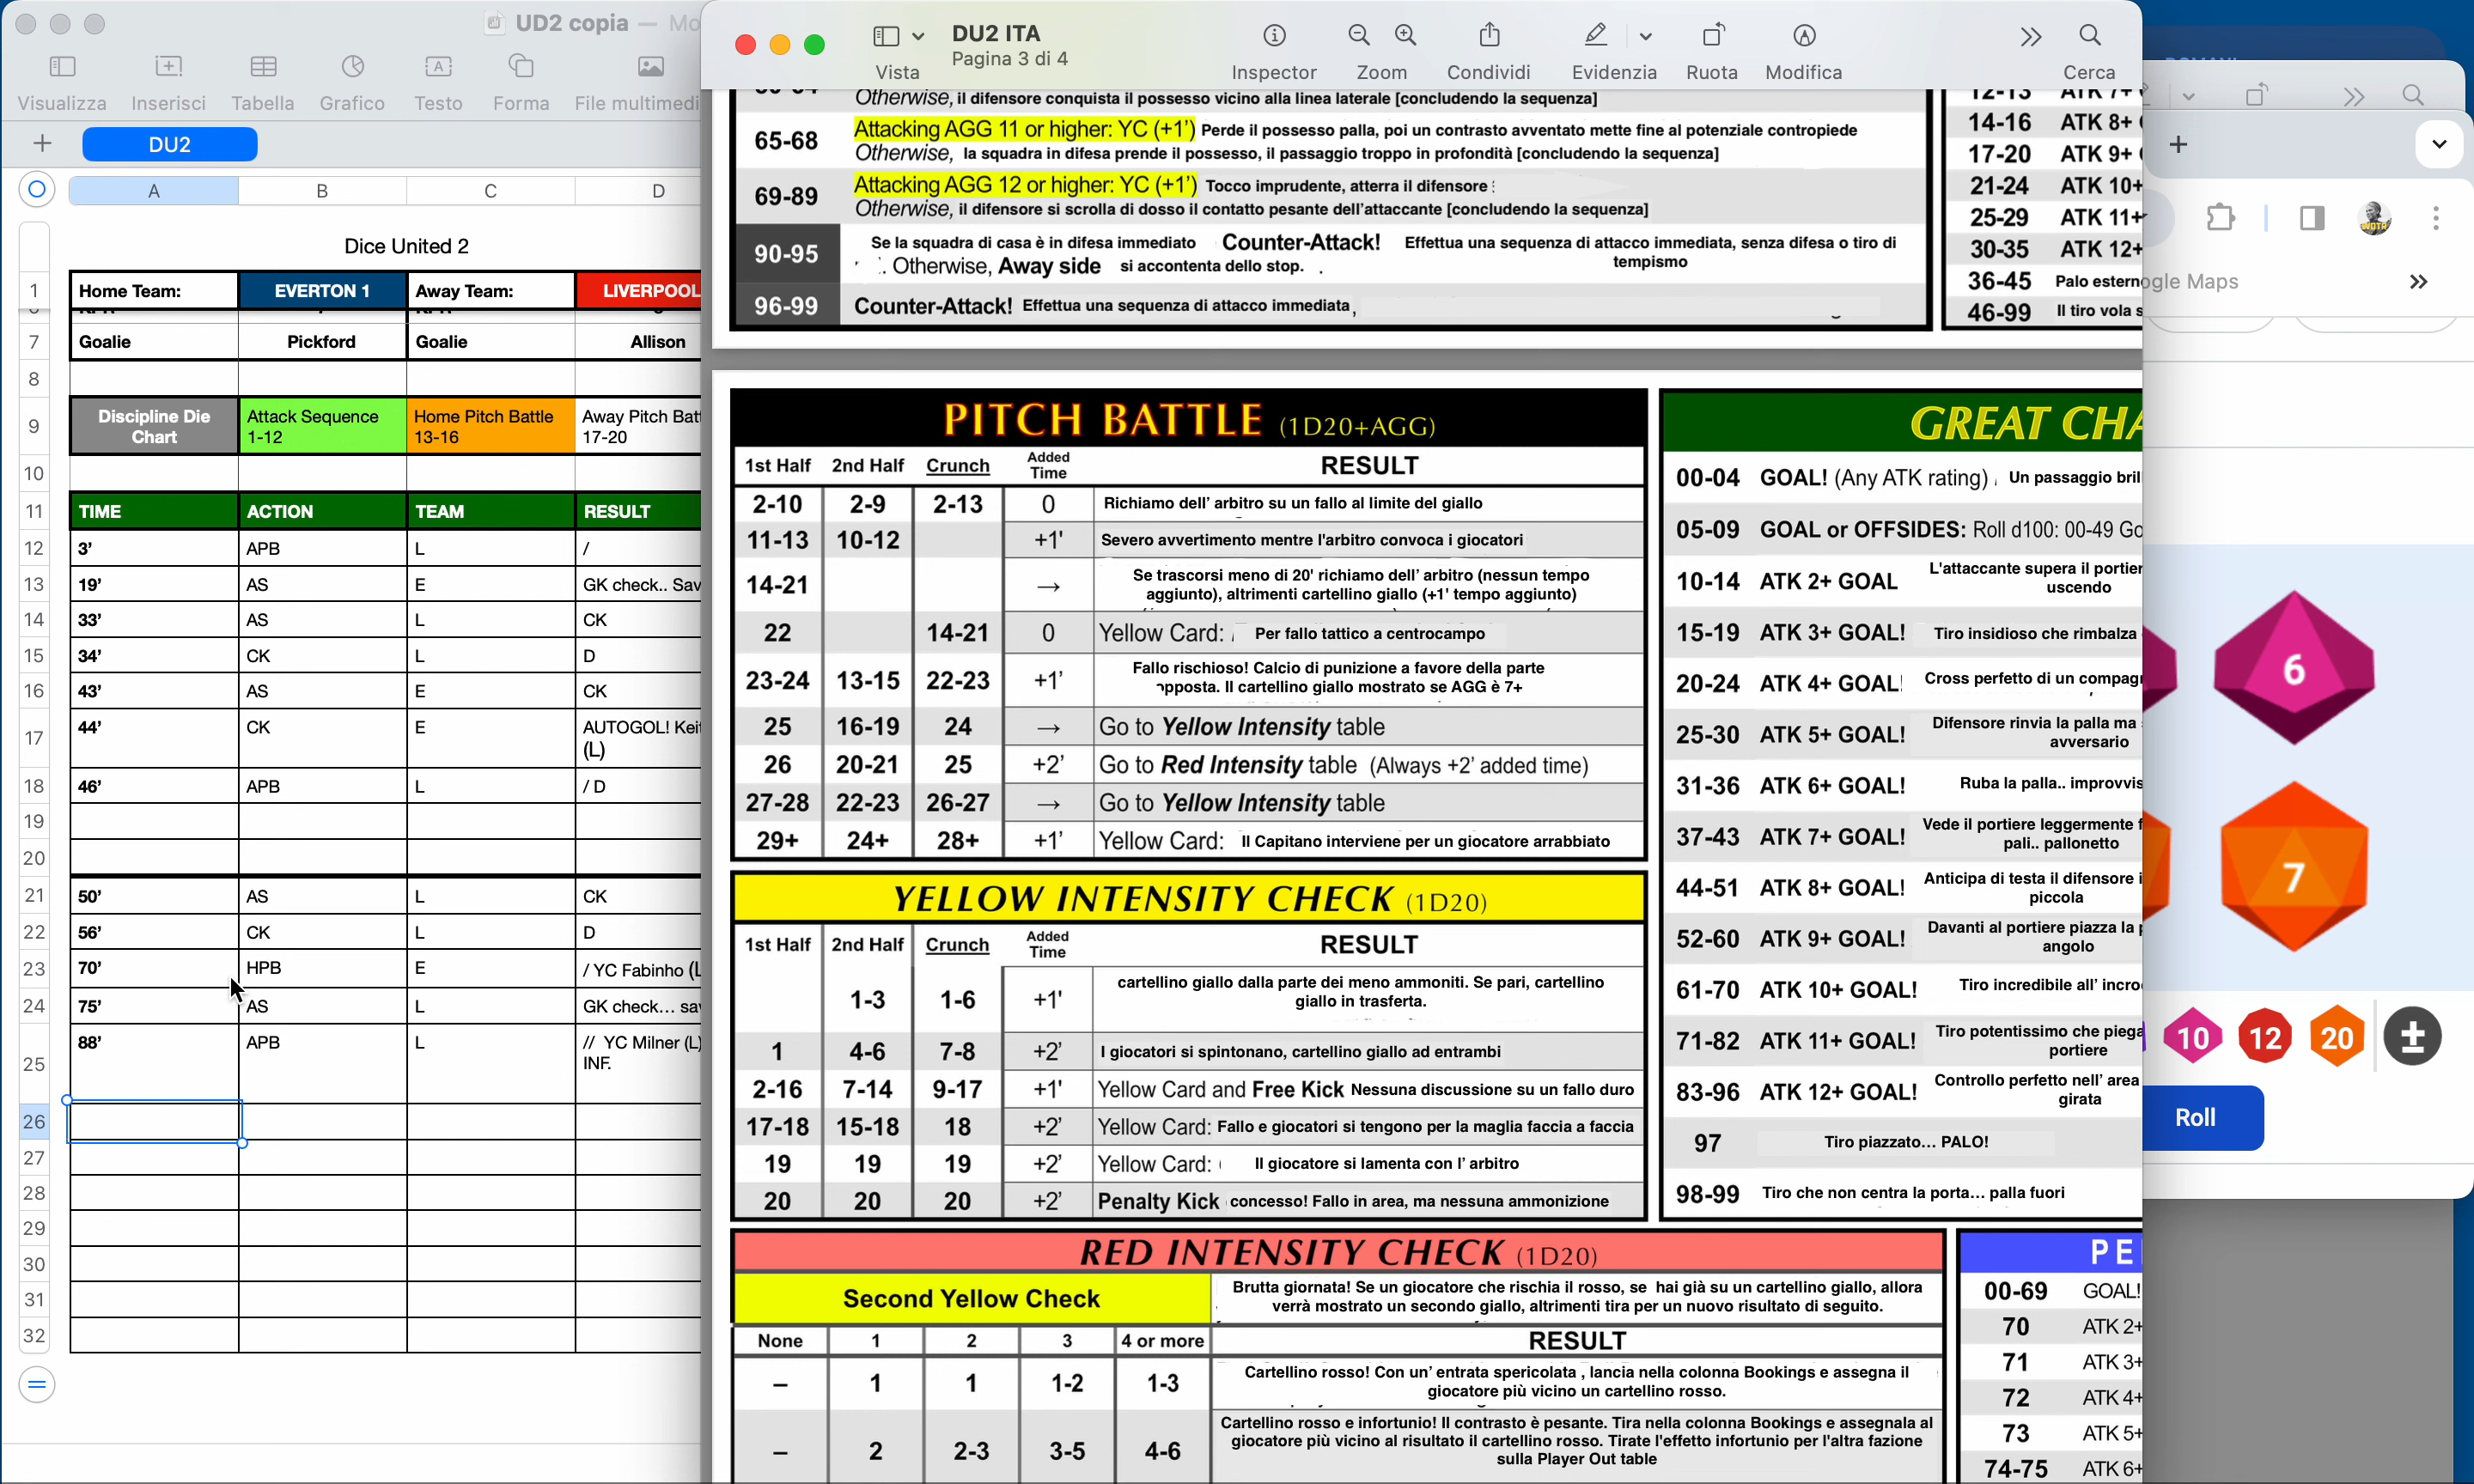 UD2 copia
Visualizza Inserisci Tabella Grafico Testo Forma
DU2
A B C D
Dice United 2
1 Home Team: EVERTON 1 Away Team: LIVERPOOL
7 Goalie Pickford Goalie Allison
8
9 Discipline Die Chart Attack Sequence 1-12 Home Pitch Battle 13-16 Away Pitch 17-20
10
11 TIME ACTION TEAM RESULT
12 3’ APB L /
13 19’ AS E GK check..
14 33’ AS L CK
15 34’ CK L D
16 43’ AS E CK
17 44’ CK E AUTOGOL! (L)
18 46’ APB L / D
19
20
21 50’ AS L CK
22 56’ CK L D
23 70’ HPB E / YC Fabinho
24 75’ AS L GK check…
25 88’ APB L // YC Milner (L) INF.
26
27
28
29
30
31
32
DU2 ITA
Pagina 3 di 4
Vista Inspector Zoom Condividi Evidenzia Ruota Modifica Cerca
Otherwise, il difensore conquista il possesso vicino alla linea laterale [concludendo la sequenza]
65-68 Attacking AGG 11 or higher: YC (+1’) Perde il possesso palla, poi un contrasto avventato mette fine al potenziale contropiede
Otherwise, la squadra in difesa prende il possesso, il passaggio troppo in profondità [concludendo la sequenza]
69-89 Attacking AGG 12 or higher: YC (+1’) Tocco imprudente, atterra il difensore
Otherwise, il difensore si scrolla di dosso il contatto pesante dell’attaccante [concludendo la sequenza]
90-95 Se la squadra di casa è in difesa immediato Counter-Attack! Effettua una sequenza di attacco immediata, senza difesa o tiro di tempismo
Otherwise, Away side si accontenta dello stop.
96-99 Counter-Attack! Effettua una sequenza di attacco immediata,
12-13 ATK 7+
14-16 ATK 8+
17-20 ATK 9+
21-24 ATK 10+
25-29 ATK 11+
30-35 ATK 12+
36-45 Palo
46-99 Il tiro vola
PITCH BATTLE (1D20+AGG)
1st Half 2nd Half Crunch Added Time RESULT
2-10 2-9 2-13 0 Richiamo dell’ arbitro su un fallo al limite del giallo
11-13 10-12 +1' Severo avvertimento mentre l'arbitro convoca i giocatori
14-21 → Se trascorsi meno di 20' richiamo dell’ arbitro (nessun tempo
aggiunto), altrimenti cartellino giallo (+1' tempo aggiunto)
22 14-21 0 Yellow Card: Per fallo tattico a centrocampo
23-24 13-15 22-23 +1’ Fallo rischioso! Calcio di punizione a favore della parte
opposta. Il cartellino giallo mostrato se AGG è 7+
25 16-19 24 → Go to Yellow Intensity table
26 20-21 25 +2’ Go to Red Intensity table (Always +2’ added time)
27-28 22-23 26-27 → Go to Yellow Intensity table
29+ 24+ 28+ +1’ Yellow Card: Il Capitano interviene per un giocatore arrabbiato
YELLOW INTENSITY CHECK (1D20)
1st Half 2nd Half Crunch Added Time RESULT
1-3 1-6 +1' cartellino giallo dalla parte dei meno ammoniti. Se pari, cartellino
giallo in trasferta.
1 4-6 7-8 +2’ I giocatori si spintonano, cartellino giallo ad entrambi
2-16 7-14 9-17 +1' Yellow Card and Free Kick Nessuna discussione su un fallo duro
17-18 15-18 18 +2’ Yellow Card: Fallo e giocatori si tengono per la maglia faccia a faccia
19 19 19 +2’ Yellow Card: Il giocatore si lamenta con l’ arbitro
20 20 20 +2’ Penalty Kick concesso! Fallo in area, ma nessuna ammonizione
RED INTENSITY CHECK (1D20)
Second Yellow Check Brutta giornata! Se un giocatore che rischia il rosso, se hai già su un cartellino giallo, allora
verrà mostrato un secondo giallo, altrimenti tira per un nuovo risultato di seguito.
None 1 2 3 4 or more RESULT
– 1 1 1-2 1-3 Cartellino rosso! Con un’ entrata spericolata , lancia nella colonna Bookings e assegna il
giocatore più vicino un cartellino rosso.
– 2 2-3 3-5 4-6 Cartellino rosso e infortunio! Il contrasto è pesante. Tira nella colonna Bookings e assegnala al
giocatore più vicino al risultato il cartellino rosso. Tirate l'effetto infortunio per l'altra fazione
sulla Player Out table
GREAT
00-04 GOAL! (Any ATK rating) Un passaggio
05-09 GOAL or OFFSIDES: Roll d100: 00-49
10-14 ATK 2+ GOAL L'attaccante supera il
uscendo
15-19 ATK 3+ GOAL! Tiro insidioso che rimbalza
20-24 ATK 4+ GOAL! Cross perfetto di un
25-30 ATK 5+ GOAL! Difensore rinvia la palla ma
avversario
31-36 ATK 6+ GOAL! Ruba la palla..
37-43 ATK 7+ GOAL! Vede il portiere leggermente
pali.. pallonetto
44-51 ATK 8+ GOAL! Anticipa di testa il difensore
piccola
52-60 ATK 9+ GOAL! Davanti al portiere piazza la
angolo
61-70 ATK 10+ GOAL! Tiro incredibile all’
71-82 ATK 11+ GOAL! Tiro potentissimo che piega
portiere
83-96 ATK 12+ GOAL! Controllo perfetto nell’ area
girata
97 Tiro piazzato… PALO!
98-99 Tiro che non centra la porta… palla fuori
00-69 GOAL!
70 ATK 2+
71 ATK 3+
72 ATK 4+
73 ATK 5+
74-75 ATK 6+
Maps
6
7
10 12 20 ±
Roll